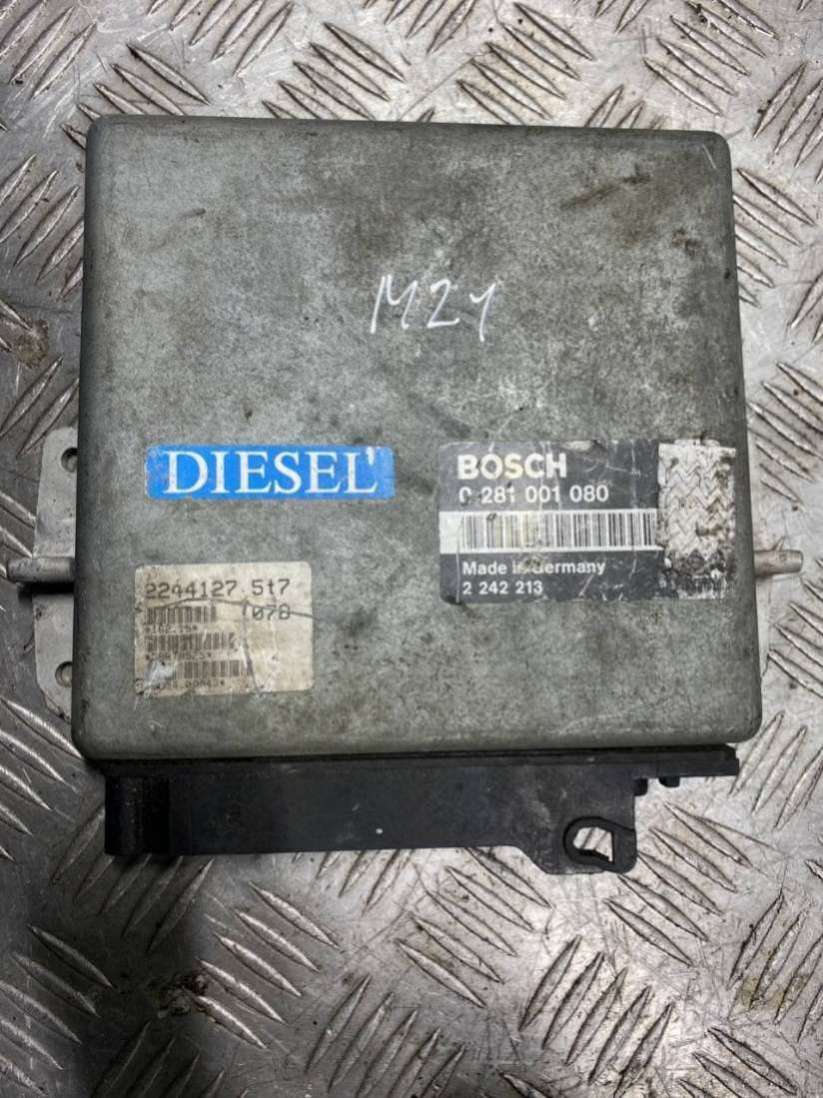 M21
DIESEL
BOSCH
0 281 001 080
Made in Germany
2 242 213
2244127 5t7
1078